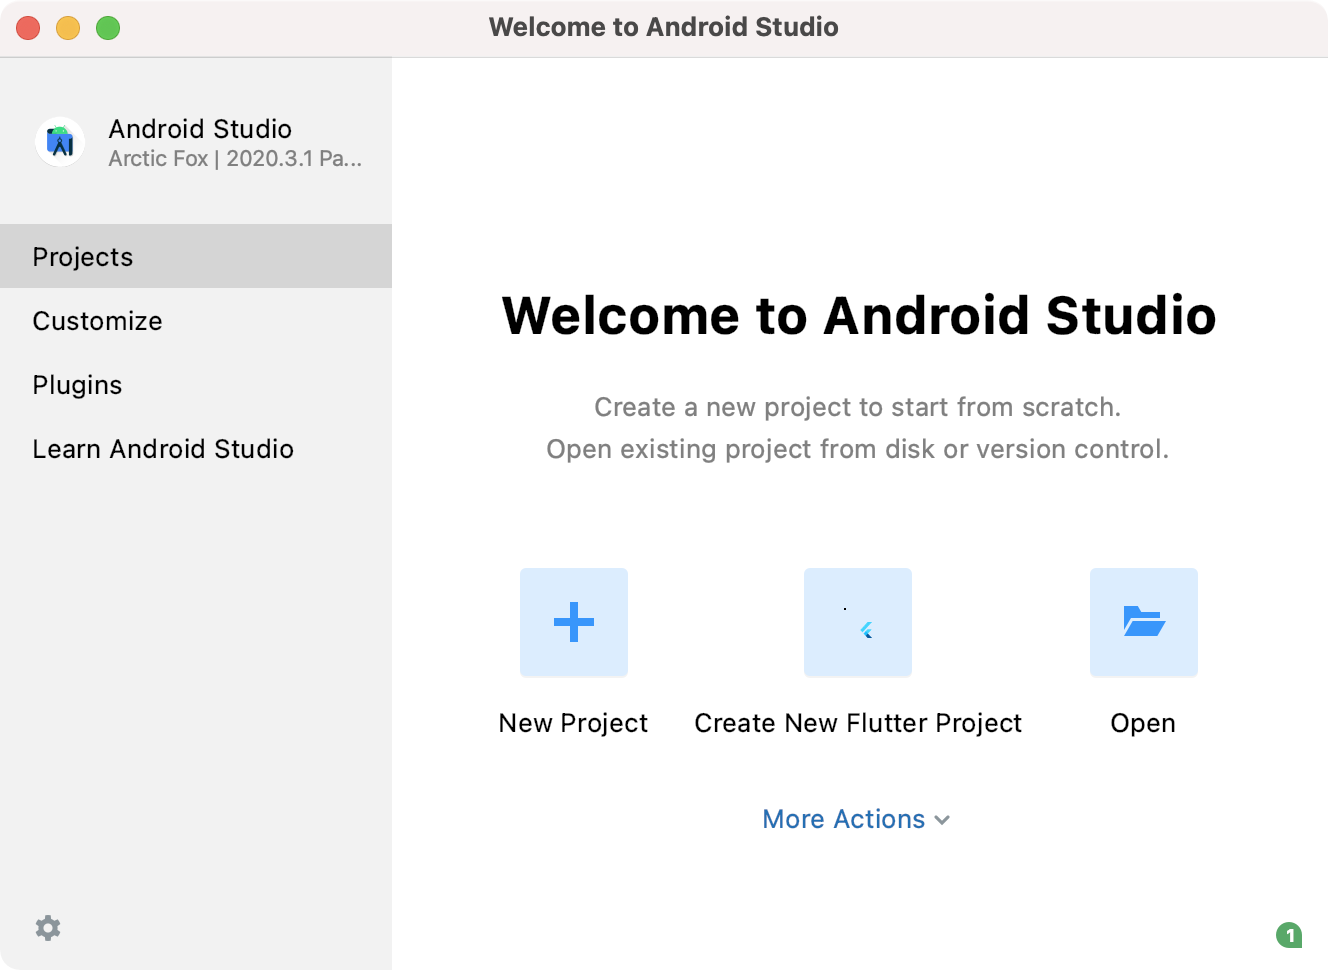 Welcome to Android Studio
Android Studio
Arctic Fox | 2020.3.1 Pa...
Projects
Customize
Plugins
Learn Android Studio
Welcome to Android Studio
Create a new project to start from scratch.
Open existing project from disk or version control.
New Project
Create New Flutter Project
Open
More Actions
1